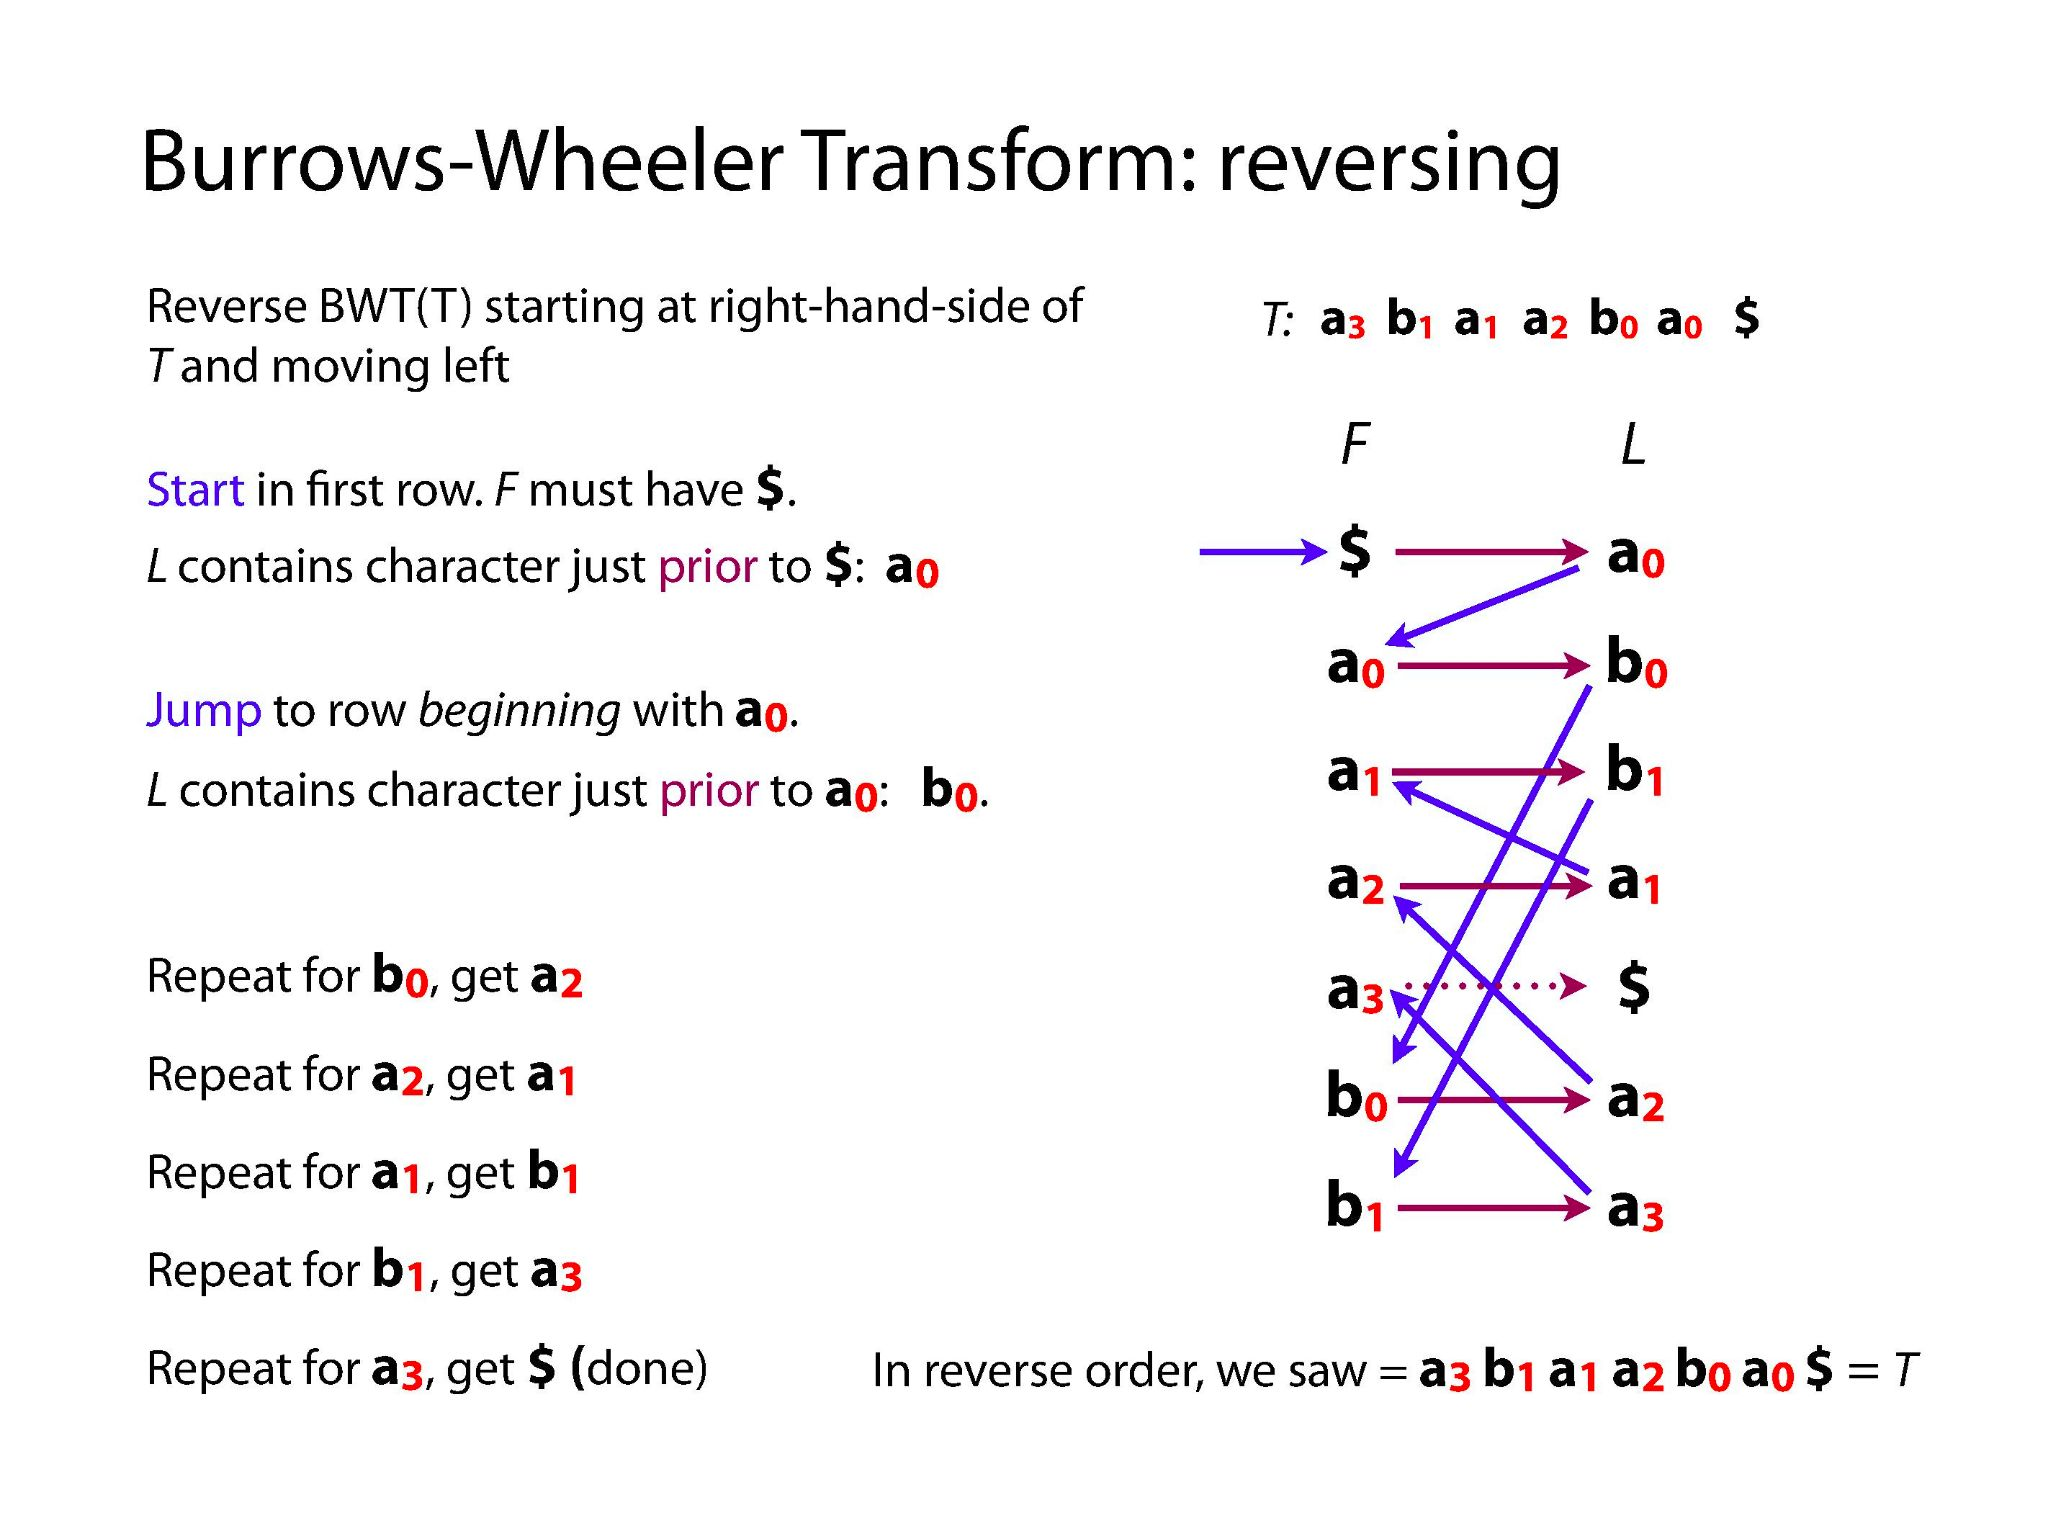 Burrows-Wheeler Transform: reversing
Reverse BWT(T) starting at right-hand-side of
T and moving left
T: a3 b1 a1 a2 b0 a0 $
Start in first row. F must have $.
L contains character just prior to $: a0
Jump to row beginning with a0.
L contains character just prior to a0: b0.
Repeat for b0, get a2
Repeat for a2, get a1
Repeat for a1, get b1
Repeat for b1, get a3
Repeat for a3, get $ (done)
F L
$ a0
a0 b0
a1 b1
a2 a1
a3 $
b0 a2
b1 a3
In reverse order, we saw = a3 b1 a1 a2 b0 a0 $ = T